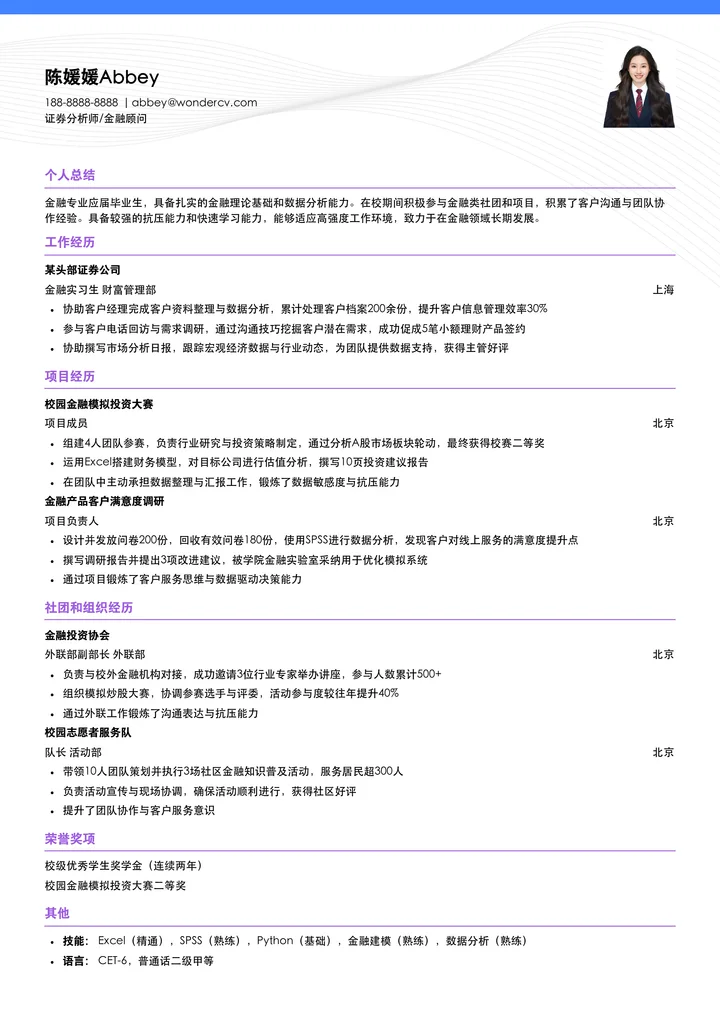 陈媛媛Abbey
188-8888-8888 | abbey@wondercv.com
证券分析师/金融顾问
个人总结
金融专业应届毕业生，具备扎实的金融理论基础和数据分析能力。在校期间积极参与金融类社团和项目，积累了客户沟通与团队协
作经验。具备较强的抗压能力和快速学习能力，能够适应高强度工作环境，致力于在金融领域长期发展。
工作经历
某头部证券公司
金融实习生 财富管理部 上海
• 协助客户经理完成客户资料整理与数据分析，累计处理客户档案200余份，提升客户信息管理效率30%
• 参与客户电话回访与需求调研，通过沟通技巧挖掘客户潜在需求，成功促成5笔小额理财产品签约
• 协助撰写市场分析日报，跟踪宏观经济数据与行业动态，为团队提供数据支持，获得主管好评
项目经历
校园金融模拟投资大赛
项目成员 北京
• 组建4人团队参赛，负责行业研究与投资策略制定，通过分析A股市场板块轮动，最终获得校赛二等奖
• 运用Excel搭建财务模型，对目标公司进行估值分析，撰写10页投资建议报告
• 在团队中主动承担数据整理与汇报工作，锻炼了数据敏感度与抗压能力
金融产品客户满意度调研
项目负责人 北京
• 设计并发放问卷200份，回收有效问卷180份，使用SPSS进行数据分析，发现客户对线上服务的满意度提升点
• 撰写调研报告并提出3项改进建议，被学院金融实验室采纳用于优化模拟系统
• 通过项目锻炼了客户服务思维与数据驱动决策能力
社团和组织经历
金融投资协会
外联部副部长 外联部 北京
• 负责与校外金融机构对接，成功邀请3位行业专家举办讲座，参与人数累计500+
• 组织模拟炒股大赛，协调参赛选手与评委，活动参与度较往年提升40%
• 通过外联工作锻炼了沟通表达与抗压能力
校园志愿者服务队
队长 活动部 北京
• 带领10人团队策划并执行3场社区金融知识普及活动，服务居民超300人
• 负责活动宣传与现场协调，确保活动顺利进行，获得社区好评
• 提升了团队协作与客户服务意识
荣誉奖项
校级优秀学生奖学金（连续两年）
校园金融模拟投资大赛二等奖
其他
• 技能： Excel（精通）, SPSS（熟练）, Python（基础）, 金融建模（熟练）, 数据分析（熟练）
• 语言： CET-6，普通话二级甲等